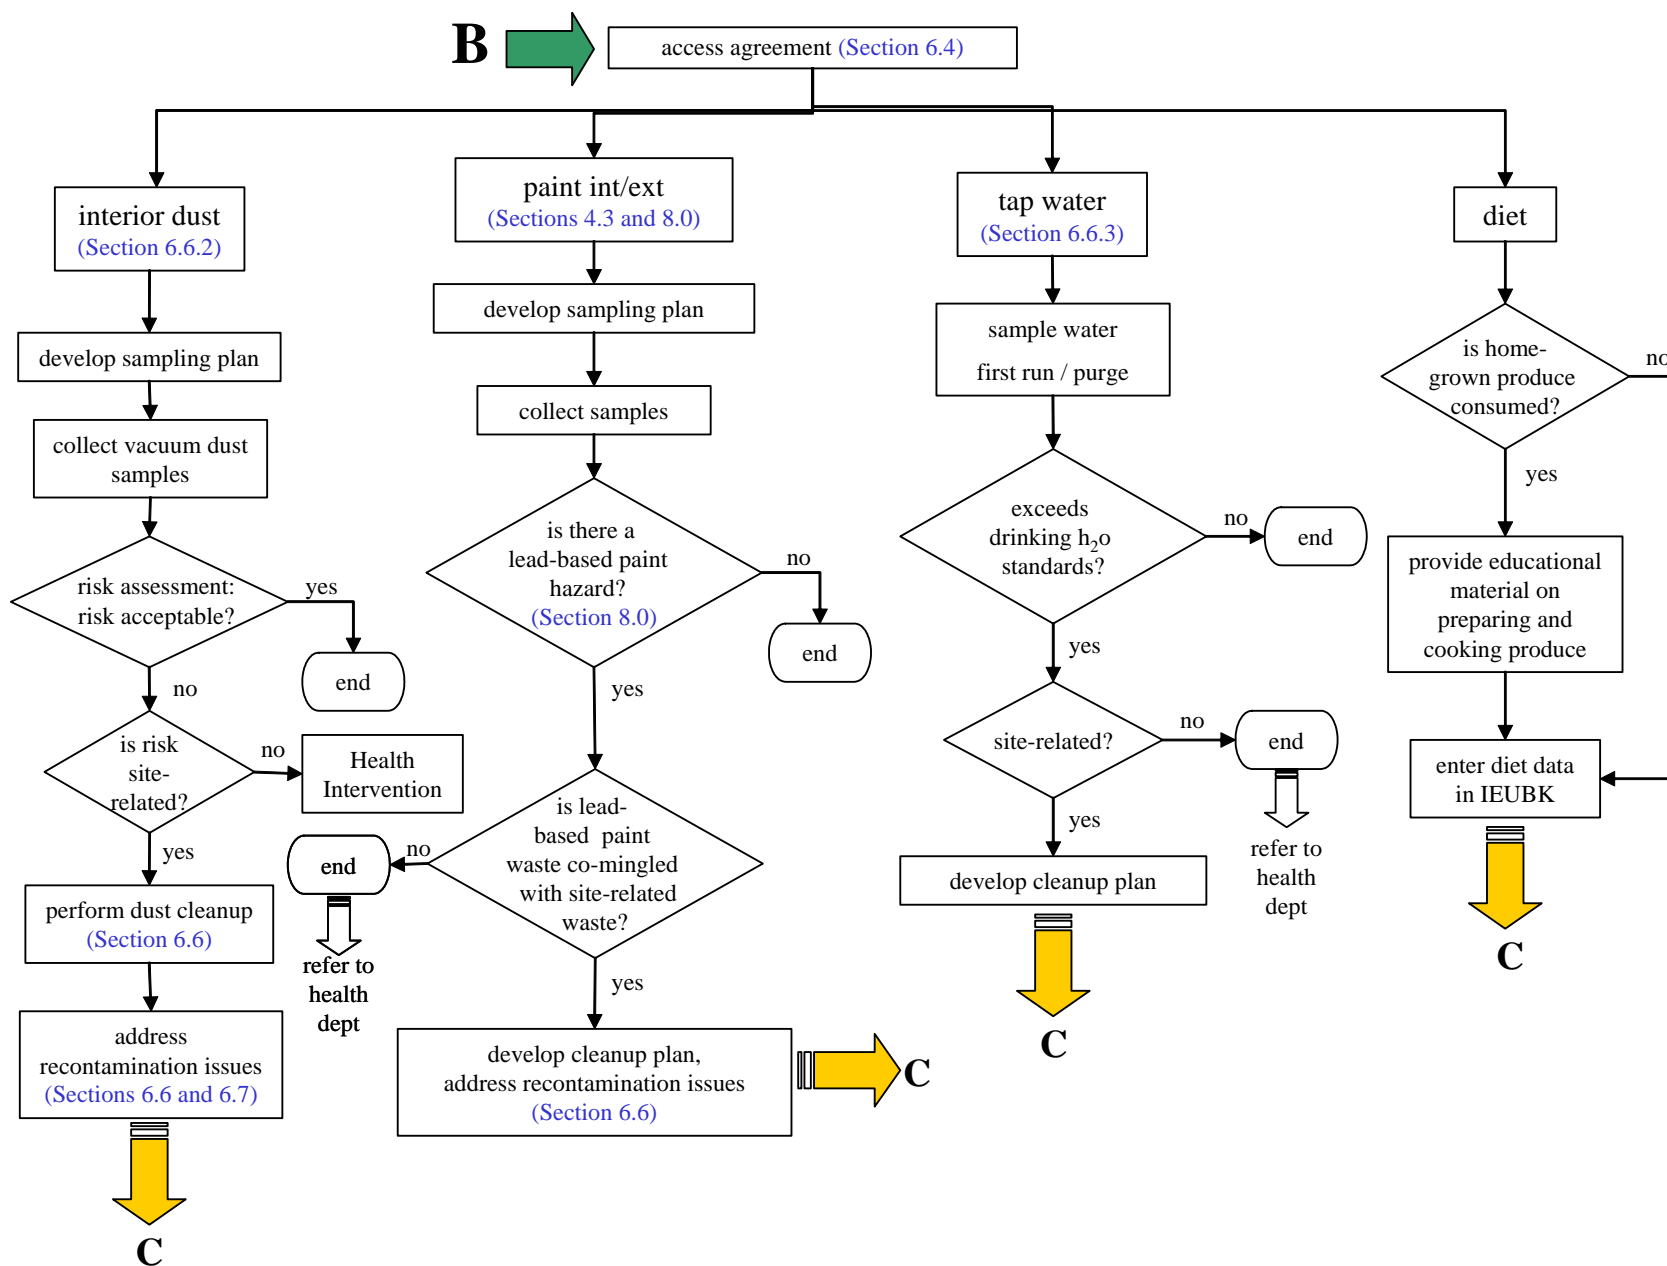 B
access agreement (Section 6.4)
interior dust
(Section 6.6.2)
develop sampling plan
collect vacuum dust
samples
risk assessment:
risk acceptable?
yes
end
no
is risk
site-
related?
no
Health
Intervention
yes
perform dust cleanup
(Section 6.6)
address
recontamination issues
(Sections 6.6 and 6.7)
C
paint int/ext
(Sections 4.3 and 8.0)
develop sampling plan
collect samples
is there a
lead-based paint
hazard?
(Section 8.0)
no
end
yes
is lead-
based paint
waste co-mingled
with site-related
waste?
no
end
refer to
health
dept
yes
develop cleanup plan,
address recontamination issues
(Section 6.6)
C
tap water
(Section 6.6.3)
sample water
first run / purge
exceeds
drinking h₂o
standards?
no
end
yes
site-related?
no
end
refer to
health
dept
yes
develop cleanup plan
C
diet
is home-
grown produce
consumed?
no
yes
provide educational
material on
preparing and
cooking produce
enter diet data
in IEUBK
C